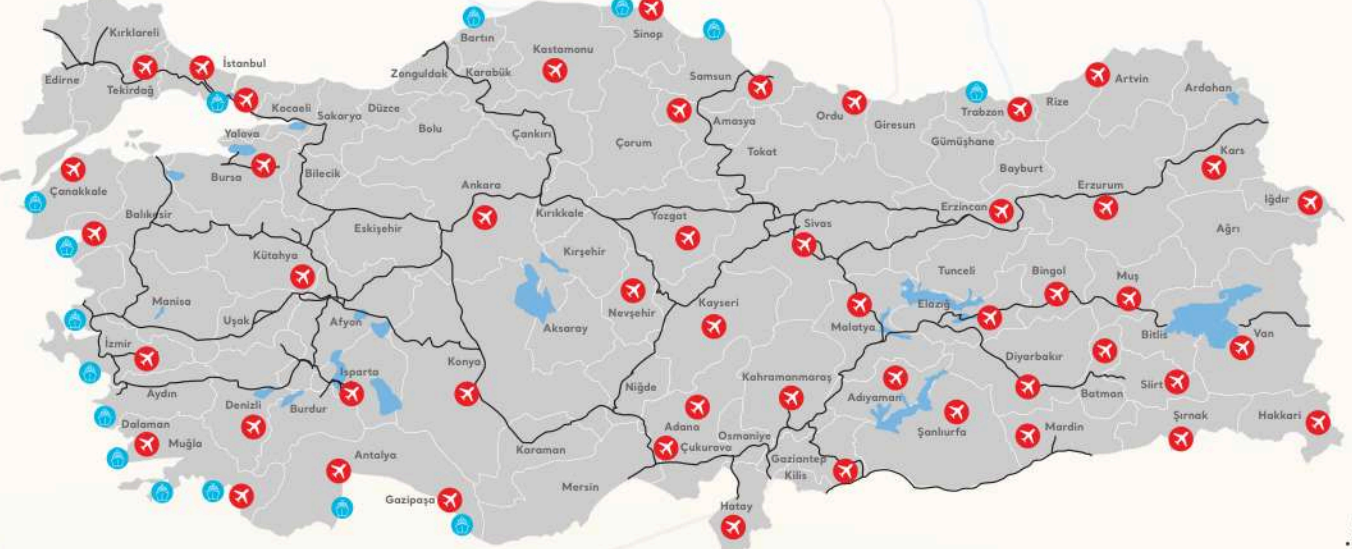 Kırklareli
Edirne
Tekirdağ
İstanbul
Kocaeli
Yalova
Sakarya
Düzce
Bolu
Zonguldak
Bartın
Karabük
Kastamonu
Sinop
Samsun
Çankırı
Çorum
Amasya
Tokat
Ordu
Giresun
Trabzon
Gümüşhane
Rize
Bayburt
Artvin
Ardahan
Kars
Iğdır
Ağrı
Erzurum
Erzincan
Çanakkale
Balıkesir
Bursa
Bilecik
Eskişehir
Kütahya
Ankara
Kırıkkale
Kırşehir
Yozgat
Sivas
Tunceli
Bingol
Muş
Elazığ
Bitlis
Van
Manisa
Uşak
Afyon
Nevşehir
Aksaray
Kayseri
Malatya
İzmir
Aydın
Denizli
Burdur
İsparta
Konya
Niğde
Kahramanmaraş
Adıyaman
Diyarbakır
Batman
Siirt
Dalaman
Muğla
Antalya
Gazipaşa
Karaman
Mersin
Adana
Çukurova
Osmaniye
Gaziantep
Kilis
Hatay
Şanlıurfa
Mardin
Şırnak
Hakkari